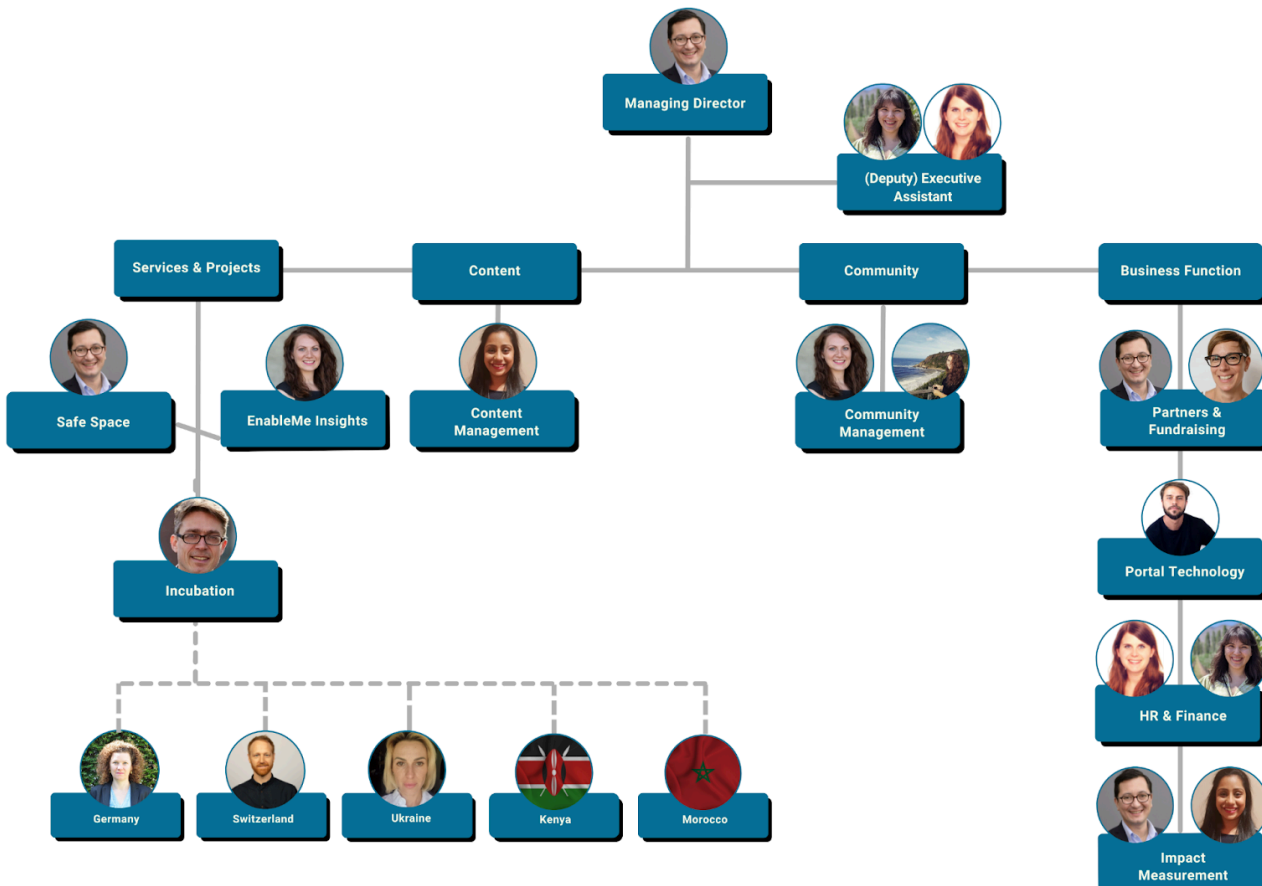 Managing Director
(Deputy) Executive
Assistant
Services & Projects
Content
Community
Business Function
Safe Space
EnableMe Insights
Content
Management
Community
Management
Partners &
Fundraising
Incubation
Portal Technology
HR & Finance
Germany
Switzerland
Ukraine
Kenya
Morocco
Impact
Measurement